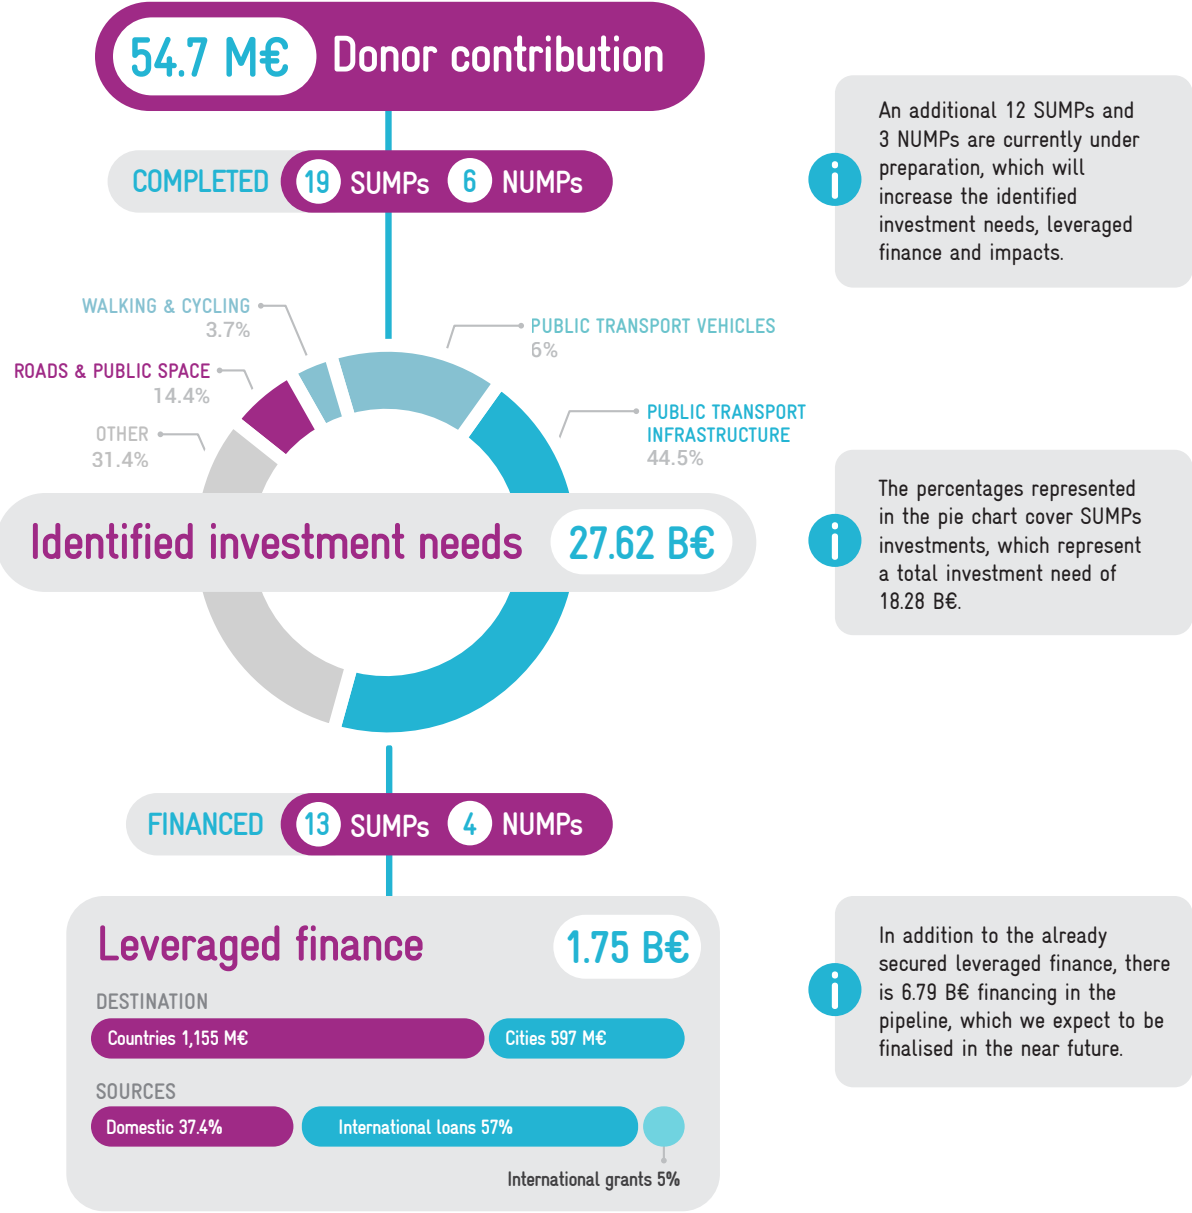 54.7 M€ Donor contribution
COMPLETED 19 SUMPs 6 NUMPs
An additional 12 SUMPs and
3 NUMPs are currently under
preparation, which will
increase the identified
investment needs, leveraged
finance and impacts.
WALKING & CYCLING
3.7%
PUBLIC TRANSPORT VEHICLES
6%
ROADS & PUBLIC SPACE
14.4%
PUBLIC TRANSPORT
INFRASTRUCTURE
44.5%
OTHER
31.4%
Identified investment needs 27.62 B€
The percentages represented
in the pie chart cover SUMPs
investments, which represent
a total investment need of
18.28 B€.
FINANCED 13 SUMPs 4 NUMPs
Leveraged finance 1.75 B€
DESTINATION
Countries 1,155 M€ Cities 597 M€
SOURCES
Domestic 37.4% International loans 57%
International grants 5%
In addition to the already
secured leveraged finance, there
is 6.79 B€ financing in the
pipeline, which we expect to be
finalised in the near future.